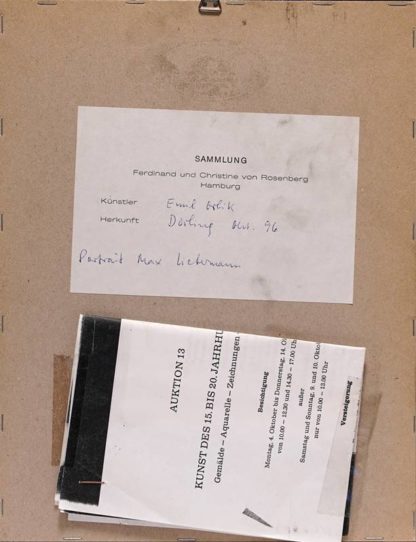 SAMMLUNG
Ferdinand und Christine von Rosenberg
Hamburg
Künstler Emil Orlik
Herkunft Dörling Okt. 96
Portrait Max Liebermann
AUKTION 13
KUNST DES 15. BIS 20. JAHRHU
Gemälde – Aquarelle – Zeichnungen –
Besichtigung
Montag, 4. Oktober bis Donnerstag, 14. O
von 10.00 – 12.30 und 14.30 – 17.00 Uh
außer
Samstag und Sonntag, 9. und 10. Okto
nur von 10.00 – 13.00 Uhr
Versteigerung